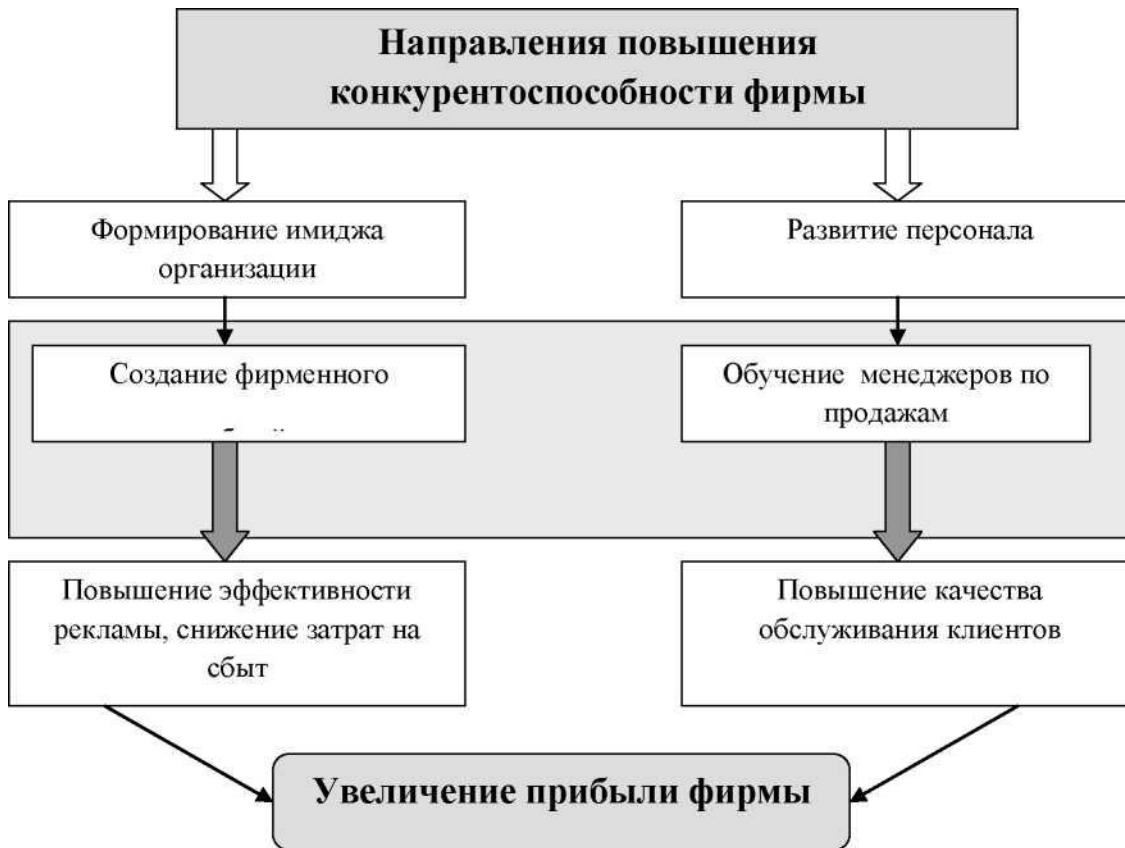 Направления повышения
конкурентоспособности фирмы
Формирование имиджа
организации
Развитие персонала
Создание фирменного
Обучение менеджеров по
продажам
Повышение эффективности
рекламы, снижение затрат на
сбыт
Повышение качества
обслуживания клиентов
Увеличение прибыли фирмы